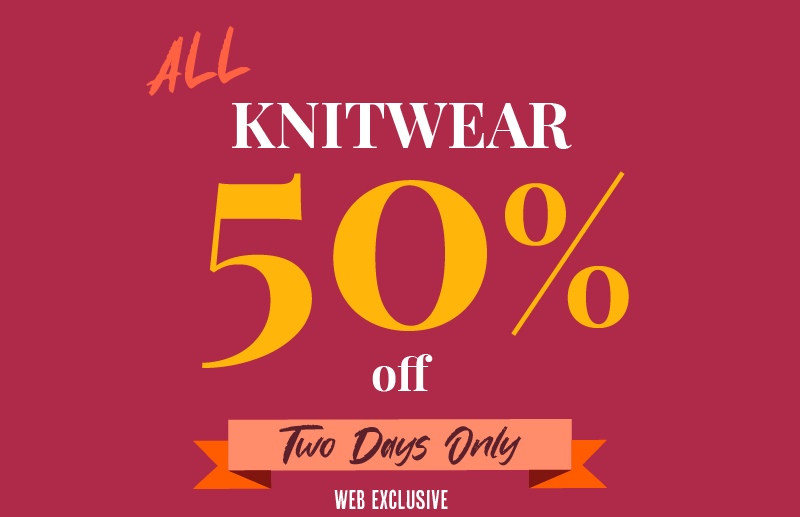 ALL
KNITWEAR
50%
off
Two Days Only
WEB EXCLUSIVE